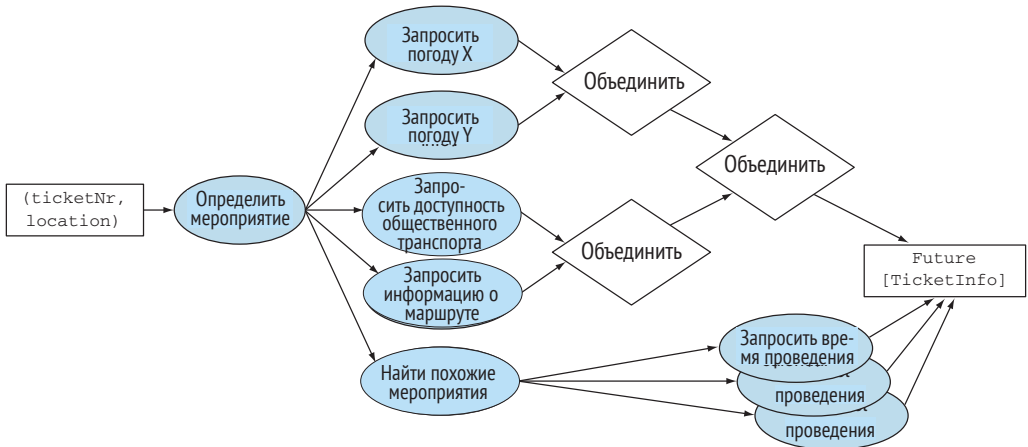 Запросить
погоду X
Объединить
Запросить
погоду Y
Объединить
(ticketNr,
location)
Определить
мероприятие
Запро-
сить доступность
общественного
транспорта
Объединить
Запросить
информацию о
маршруте
Future
[TicketInfo]
Найти похожие
мероприятия
Запросить вре-
мя проведения
проведения
проведения